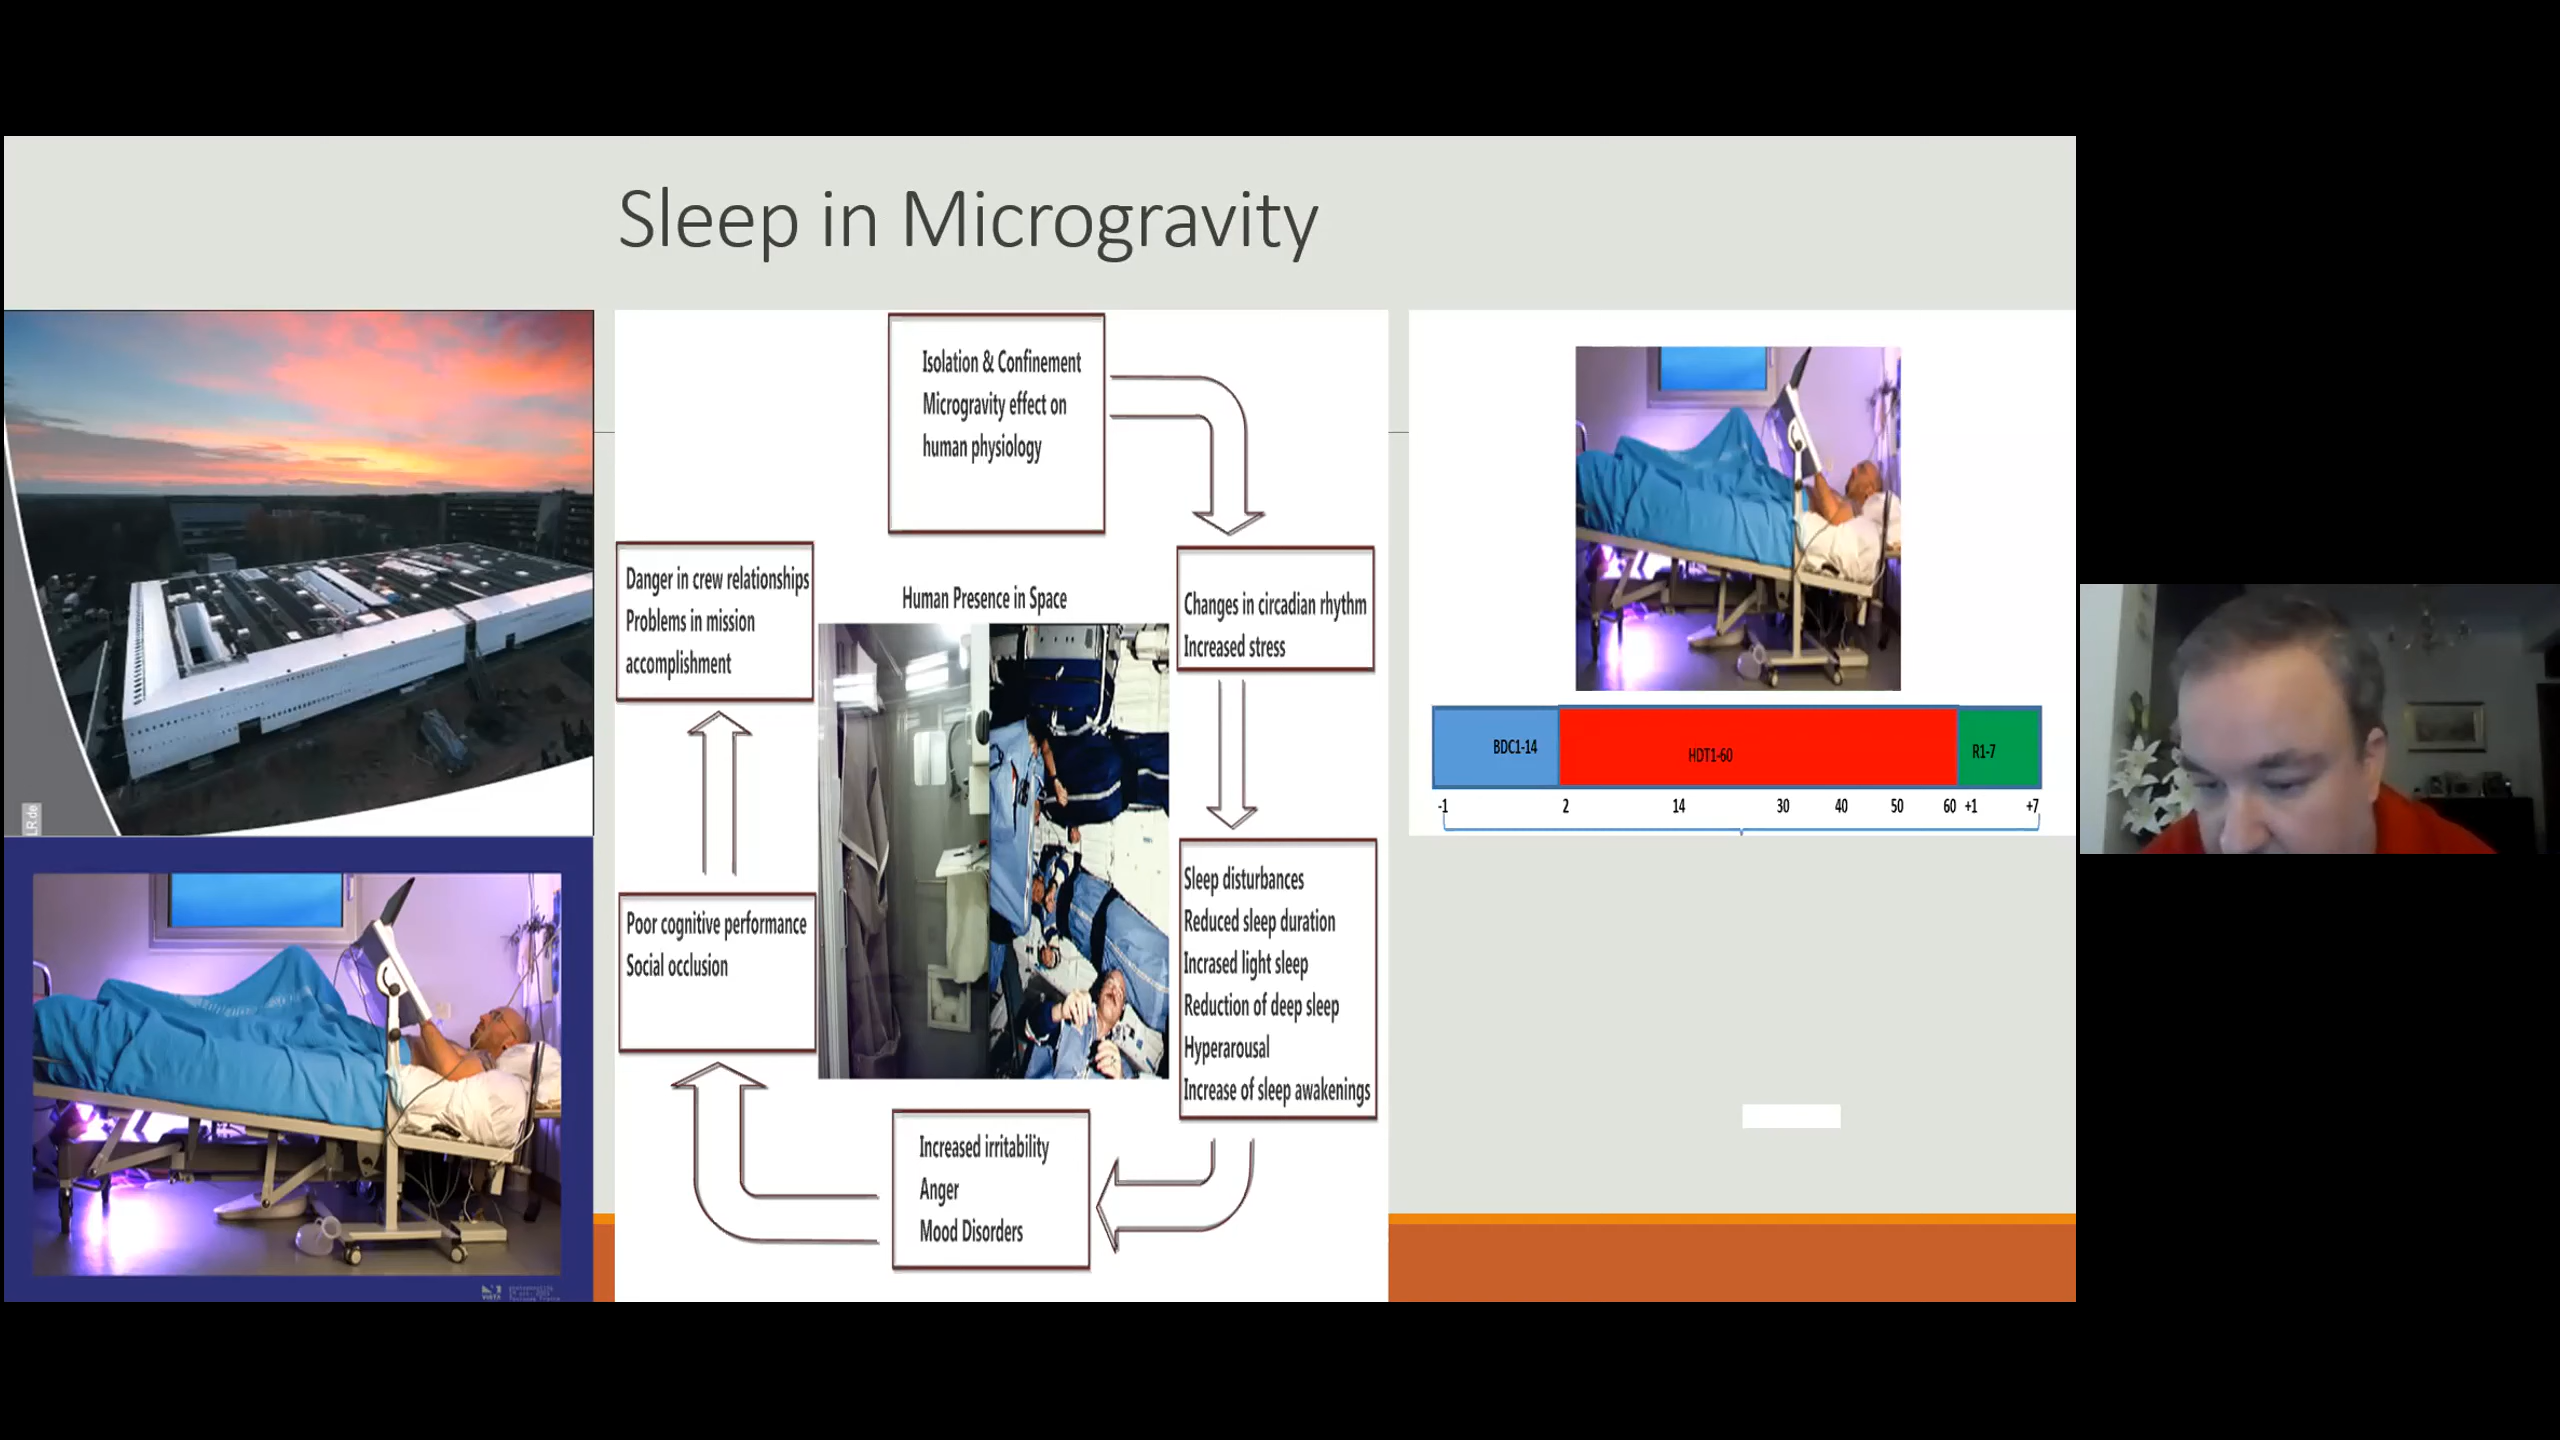 Sleep in Microgravity
LR.de
Isolation & Confinement
Microgravity effect on
human physiology
Changes in circadian rhythm
Increased stress
Sleep disturbances
Reduced sleep duration
Incrased light sleep
Reduction of deep sleep
Hyperarousal
Increase of sleep awakenings
Increased irritability
Anger
Mood Disorders
Poor cognitive performance
Social occlusion
Danger in crew relationships
Problems in mission
accomplishment
Human Presence in Space
BDC1-14 HDT1-60 R1-7
-1 2 14 30 40 50 60 +1 +7